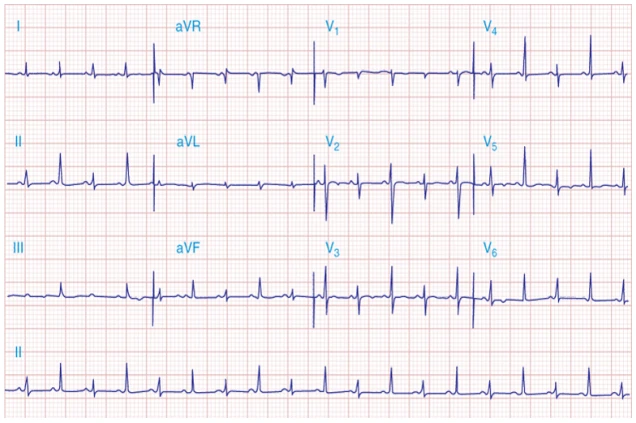 I aVR V₁ V₄
II aVL V₂ V₅
III aVF V₃ V₆
II